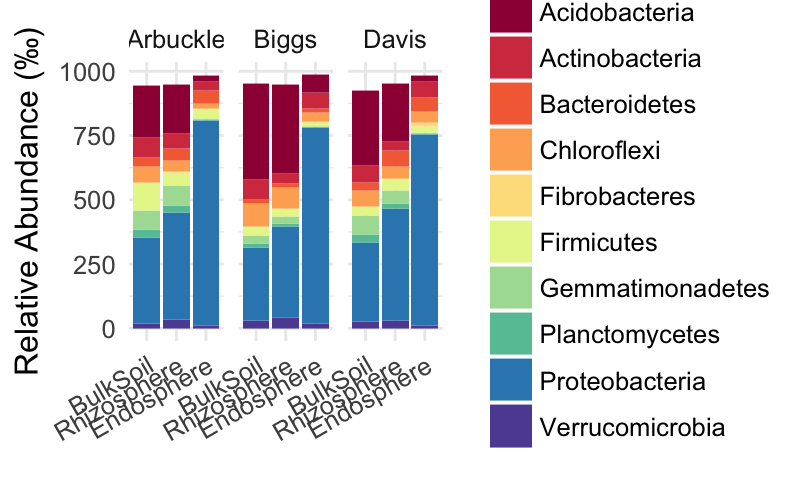 Relative Abundance (‰)
Arbuckle Biggs Davis
1000
750
500
250
0
BulkSoil Rhizosphere Endosphere BulkSoil Rhizosphere Endosphere BulkSoil Rhizosphere Endosphere
Acidobacteria
Actinobacteria
Bacteroidetes
Chloroflexi
Fibrobacteres
Firmicutes
Gemmatimonadetes
Planctomycetes
Proteobacteria
Verrucomicrobia